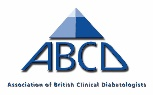 ABCD
Association of British Clinical Diabetologists